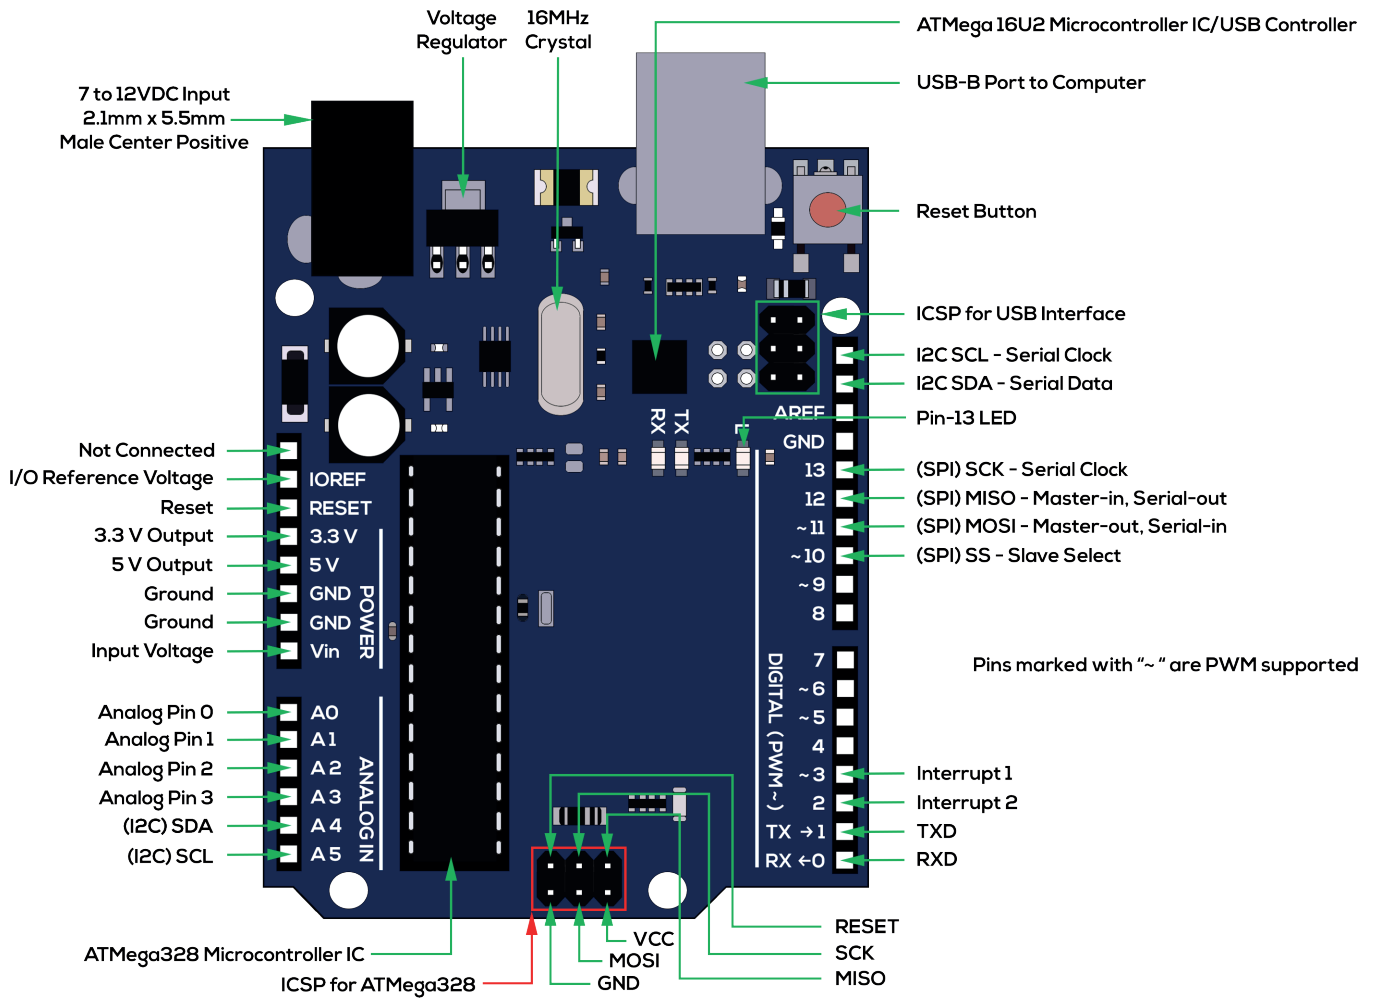 Voltage
Regulator
16MHz
Crystal
ATMega 16U2 Microcontroller IC/USB Controller
USB-B Port to Computer
7 to 12VDC Input
2.1mm x 5.5mm
Male Center Positive
Reset Button
ICSP for USB Interface
I2C SCL - Serial Clock
I2C SDA - Serial Data
Pin-13 LED
(SPI) SCK - Serial Clock
(SPI) MISO - Master-in, Serial-out
(SPI) MOSI - Master-out, Serial-in
(SPI) SS - Slave Select
Pins marked with "~ " are PWM supported
Interrupt 1
Interrupt 2
TXD
RXD
Not Connected
I/O Reference Voltage
Reset
3.3 V Output
5 V Output
Ground
Ground
Input Voltage
Analog Pin 0
Analog Pin 1
Analog Pin 2
Analog Pin 3
(I2C) SDA
(I2C) SCL
IOREF
RESET
3.3 V
5 V
GND
GND
Vin
POWER
A0
A1
A2
A3
A4
A5
ANALOG IN
RX
TX
L
AREF
GND
13
12
~11
~10
~9
8
7
~6
~5
4
~3
2
TX →1
RX ←0
DIGITAL (PWM~)
ATMega328 Microcontroller IC
ICSP for ATMega328
VCC
MOSI
GND
RESET
SCK
MISO